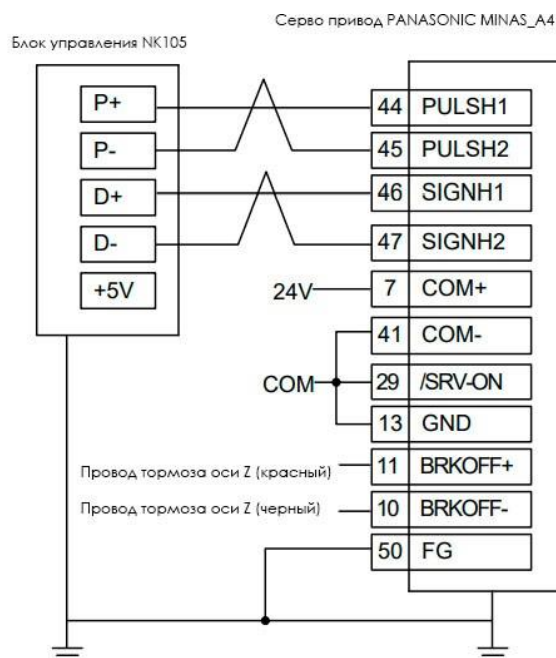 Серво привод PANASONIC MINAS_A4
Блок управления NK105
P+
44 PULSH1
P-
45 PULSH2
D+
46 SIGNH1
D-
47 SIGNH2
+5V
24V 7 COM+
41 COM-
COM 29 /SRV-ON
13 GND
Провод тормоза оси Z (красный) 11 BRKOFF+
Провод тормоза оси Z (черный) 10 BRKOFF-
50 FG